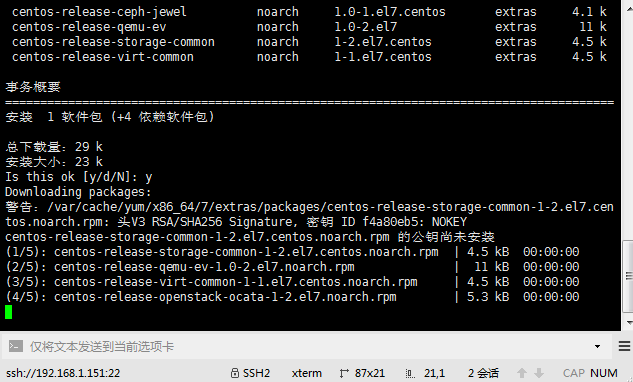 centos-release-ceph-jewel noarch 1.0-1.el7.centos extras 4.1 k
centos-release-qemu-ev noarch 1.0-2.el7 extras 11 k
centos-release-storage-common noarch 1-2.el7.centos extras 4.5 k
centos-release-virt-common noarch 1-1.el7.centos extras 4.5 k
事务概要
================================================================================
安装 1 软件包 (+4 依赖软件包)
总下载量：29 k
安装大小：23 k
Is this ok [y/d/N]: y
Downloading packages:
警告：/var/cache/yum/x86_64/7/extras/packages/centos-release-storage-common-1-2.el7.cen
tos.noarch.rpm: 头V3 RSA/SHA256 Signature, 密钥 ID f4a80eb5: NOKEY
centos-release-storage-common-1-2.el7.centos.noarch.rpm 的公钥尚未安装
(1/5): centos-release-storage-common-1-2.el7.centos.noarch.rpm | 4.5 kB 00:00:00
(2/5): centos-release-qemu-ev-1.0-2.el7.noarch.rpm | 11 kB 00:00:00
(3/5): centos-release-virt-common-1-1.el7.centos.noarch.rpm | 4.5 kB 00:00:00
(4/5): centos-release-openstack-ocata-1-2.el7.noarch.rpm | 5.3 kB 00:00:00
仅将文本发送到当前选项卡
ssh://192.168.1.151:22 SSH2 xterm 87x21 21,1 2 会话 CAP NUM